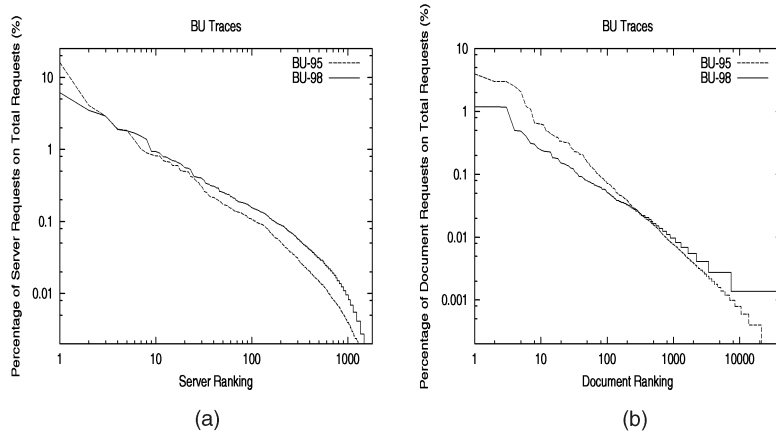 BU Traces
Percentage of Server Requests on Total Requests (%)
BU-95
BU-98
10
1
0.1
0.01
1
10
100
1000
Server Ranking
(a)
BU Traces
Percentage of Document Requests on Total Requests (%)
BU-95
BU-98
10
1
0.1
0.01
0.001
1
10
100
1000
10000
Document Ranking
(b)